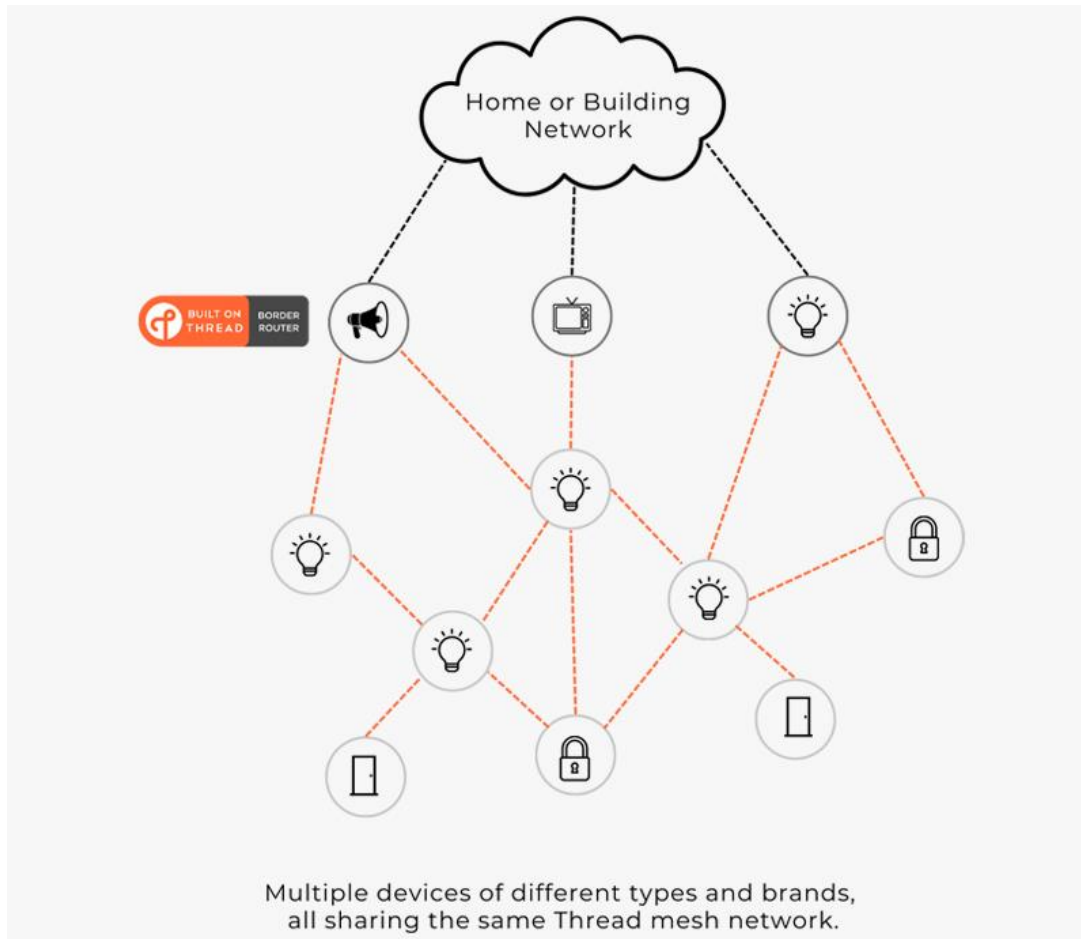 Home or Building
Network
BUILT ON
THREAD
BORDER
ROUTER
Multiple devices of different types and brands,
all sharing the same Thread mesh network.